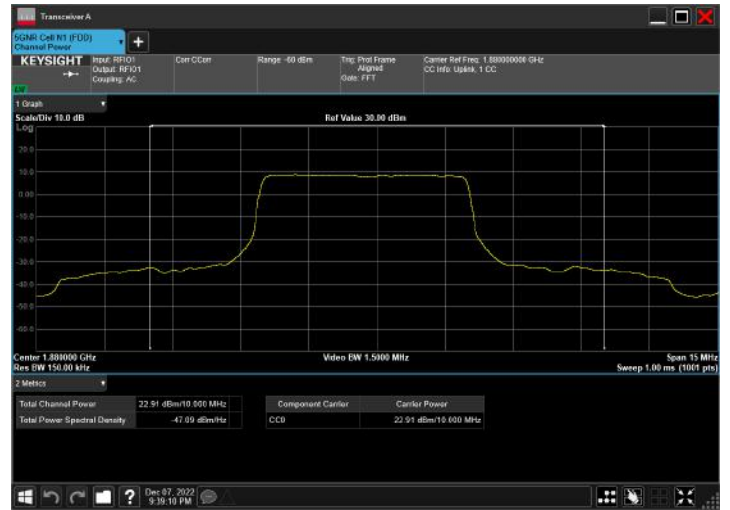 Transceiver A
5GNR Cell N1 (FDD)
Channel Power
KEYSIGHT
Input: RFIO1
Output: RFIO1
Coupling: AC
Corr CCorr
Range: -60 dBm
Trig: Prot Frame
Aligned
Gate: FFT
Carrier Ref Freq: 1.880000000 GHz
CC Info: Uplink, 1 CC
1 Graph
Scale/Div 10.0 dB
Ref Value 30.00 dBm
Log
20.0
10.0
0.00
-10.0
-20.0
-30.0
-40.0
-50.0
-60.0
Center 1.880000 GHz
Video BW 1.5000 MHz
Span 15 MHz
Res BW 150.00 kHz
Sweep 1.00 ms (1001 pts)
2 Metrics
Total Channel Power 22.91 dBm/10.000 MHz
Total Power Spectral Density -47.09 dBm/Hz
Component Carrier Carrier Power
CC0 22.91 dBm/10.000 MHz
Dec 07, 2022
9:39:10 PM